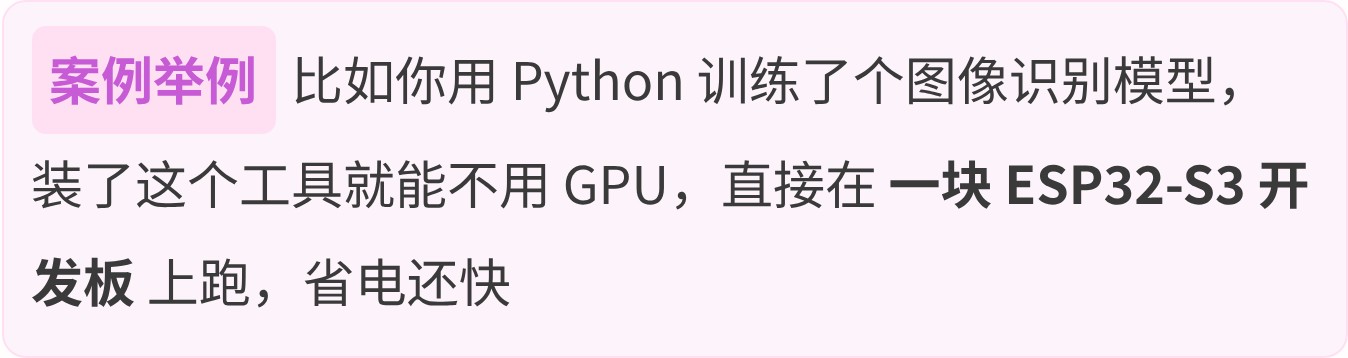 案例举例 比如你用 Python 训练了个图像识别模型，
装了这个工具就能不用 GPU，直接在 一块 ESP32-S3 开
发板 上跑，省电还快